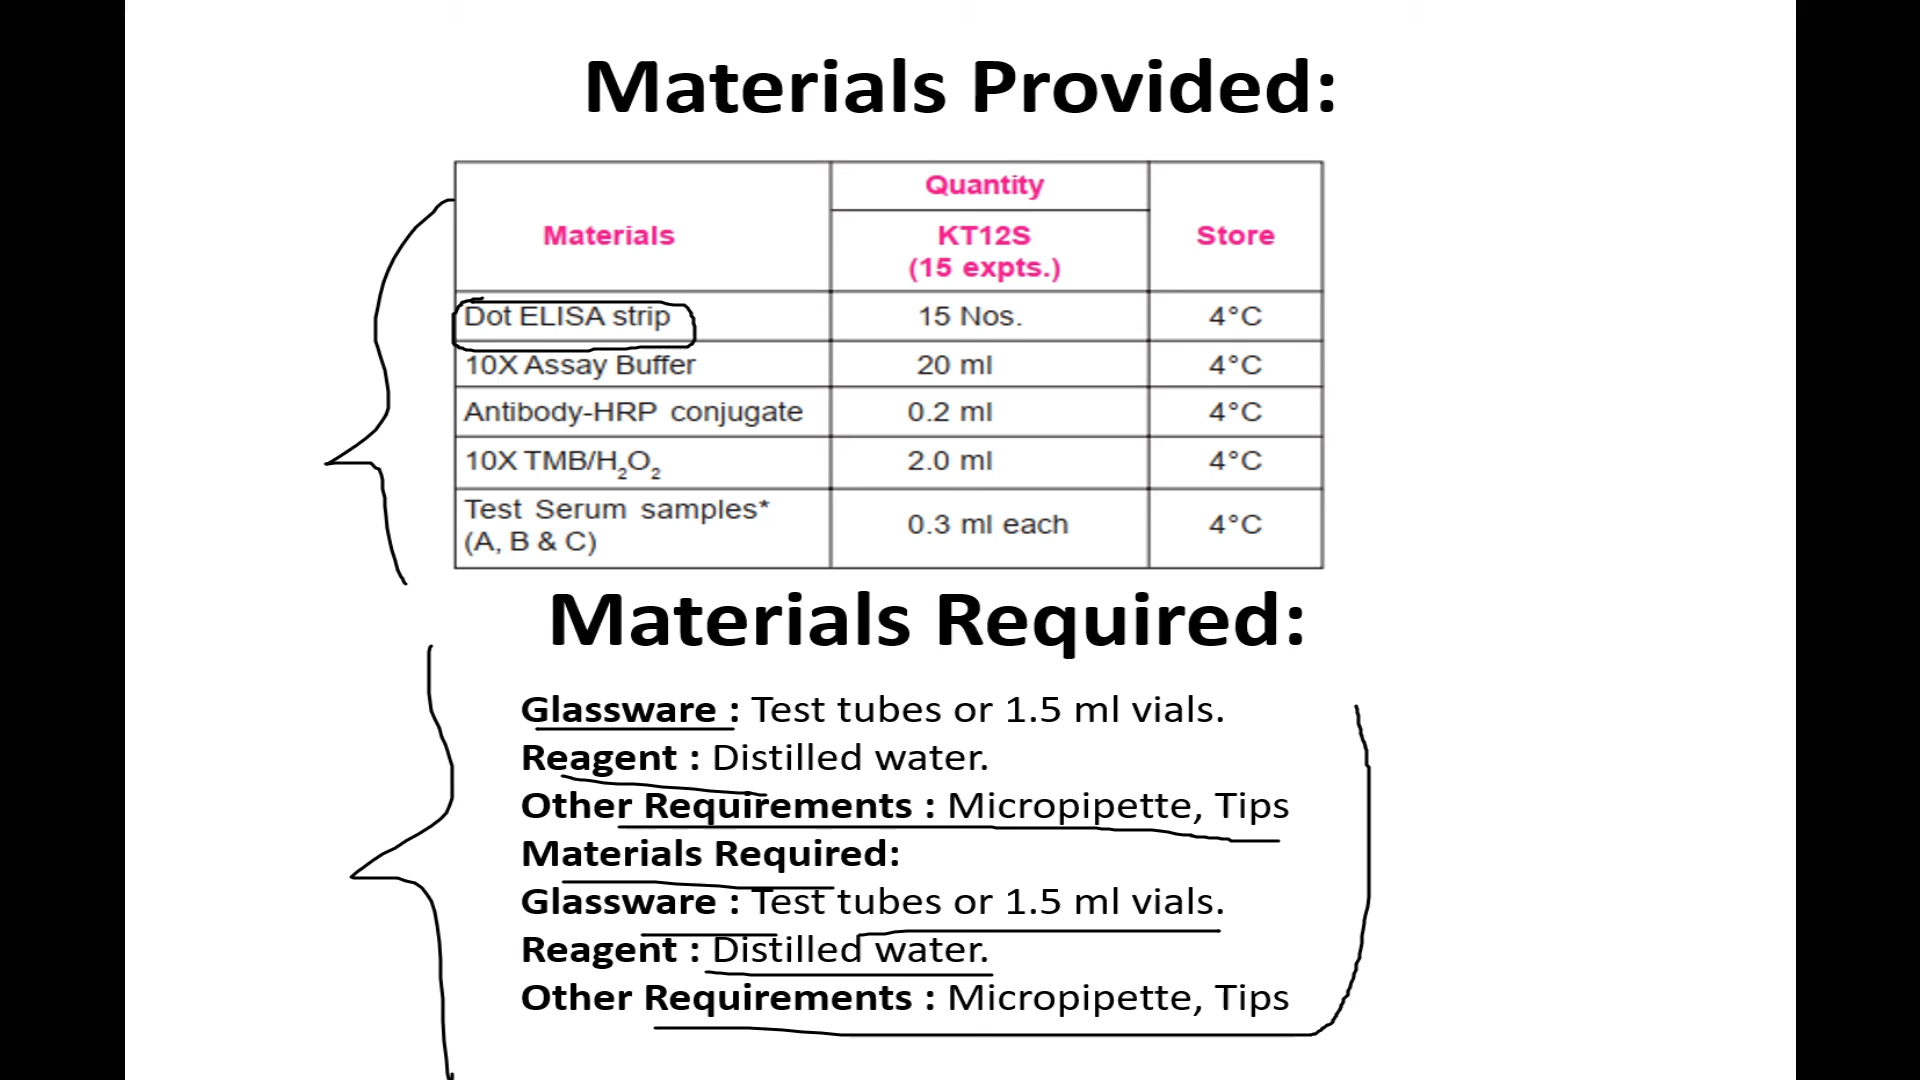 Materials Provided:
Materials Quantity Store
KT12S
(15 expts.)
Dot ELISA strip 15 Nos. 4°C
10X Assay Buffer 20 ml 4°C
Antibody-HRP conjugate 0.2 ml 4°C
10X TMB/H₂O₂ 2.0 ml 4°C
Test Serum samples*
(A, B & C) 0.3 ml each 4°C
Materials Required:
Glassware : Test tubes or 1.5 ml vials.
Reagent : Distilled water.
Other Requirements : Micropipette, Tips
Materials Required:
Glassware : Test tubes or 1.5 ml vials.
Reagent : Distilled water.
Other Requirements : Micropipette, Tips